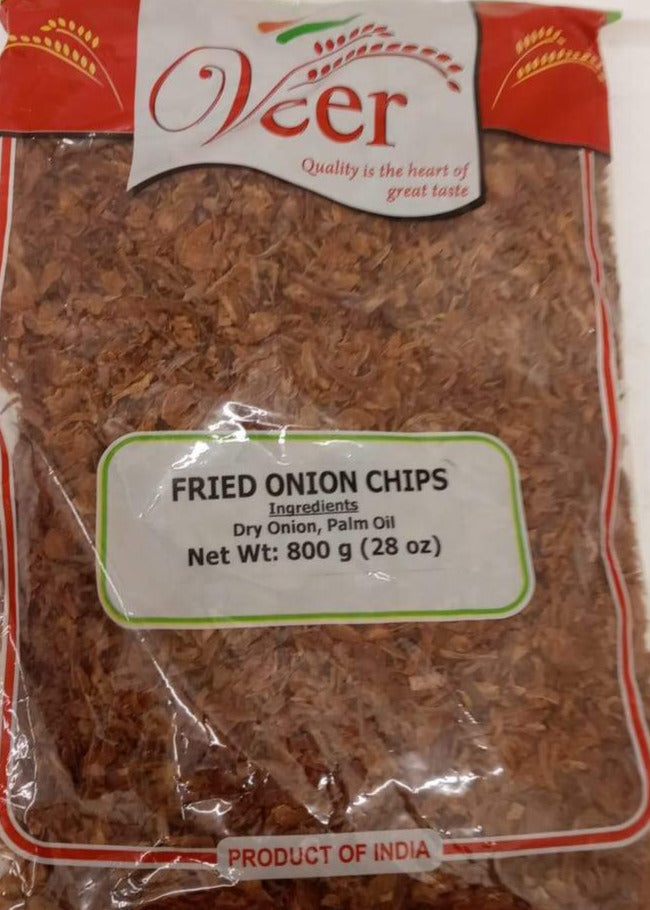 Veer
Quality is the heart of
great taste
FRIED ONION CHIPS
Ingredients
Dry Onion, Palm Oil
Net Wt: 800 g (28 oz)
PRODUCT OF INDIA